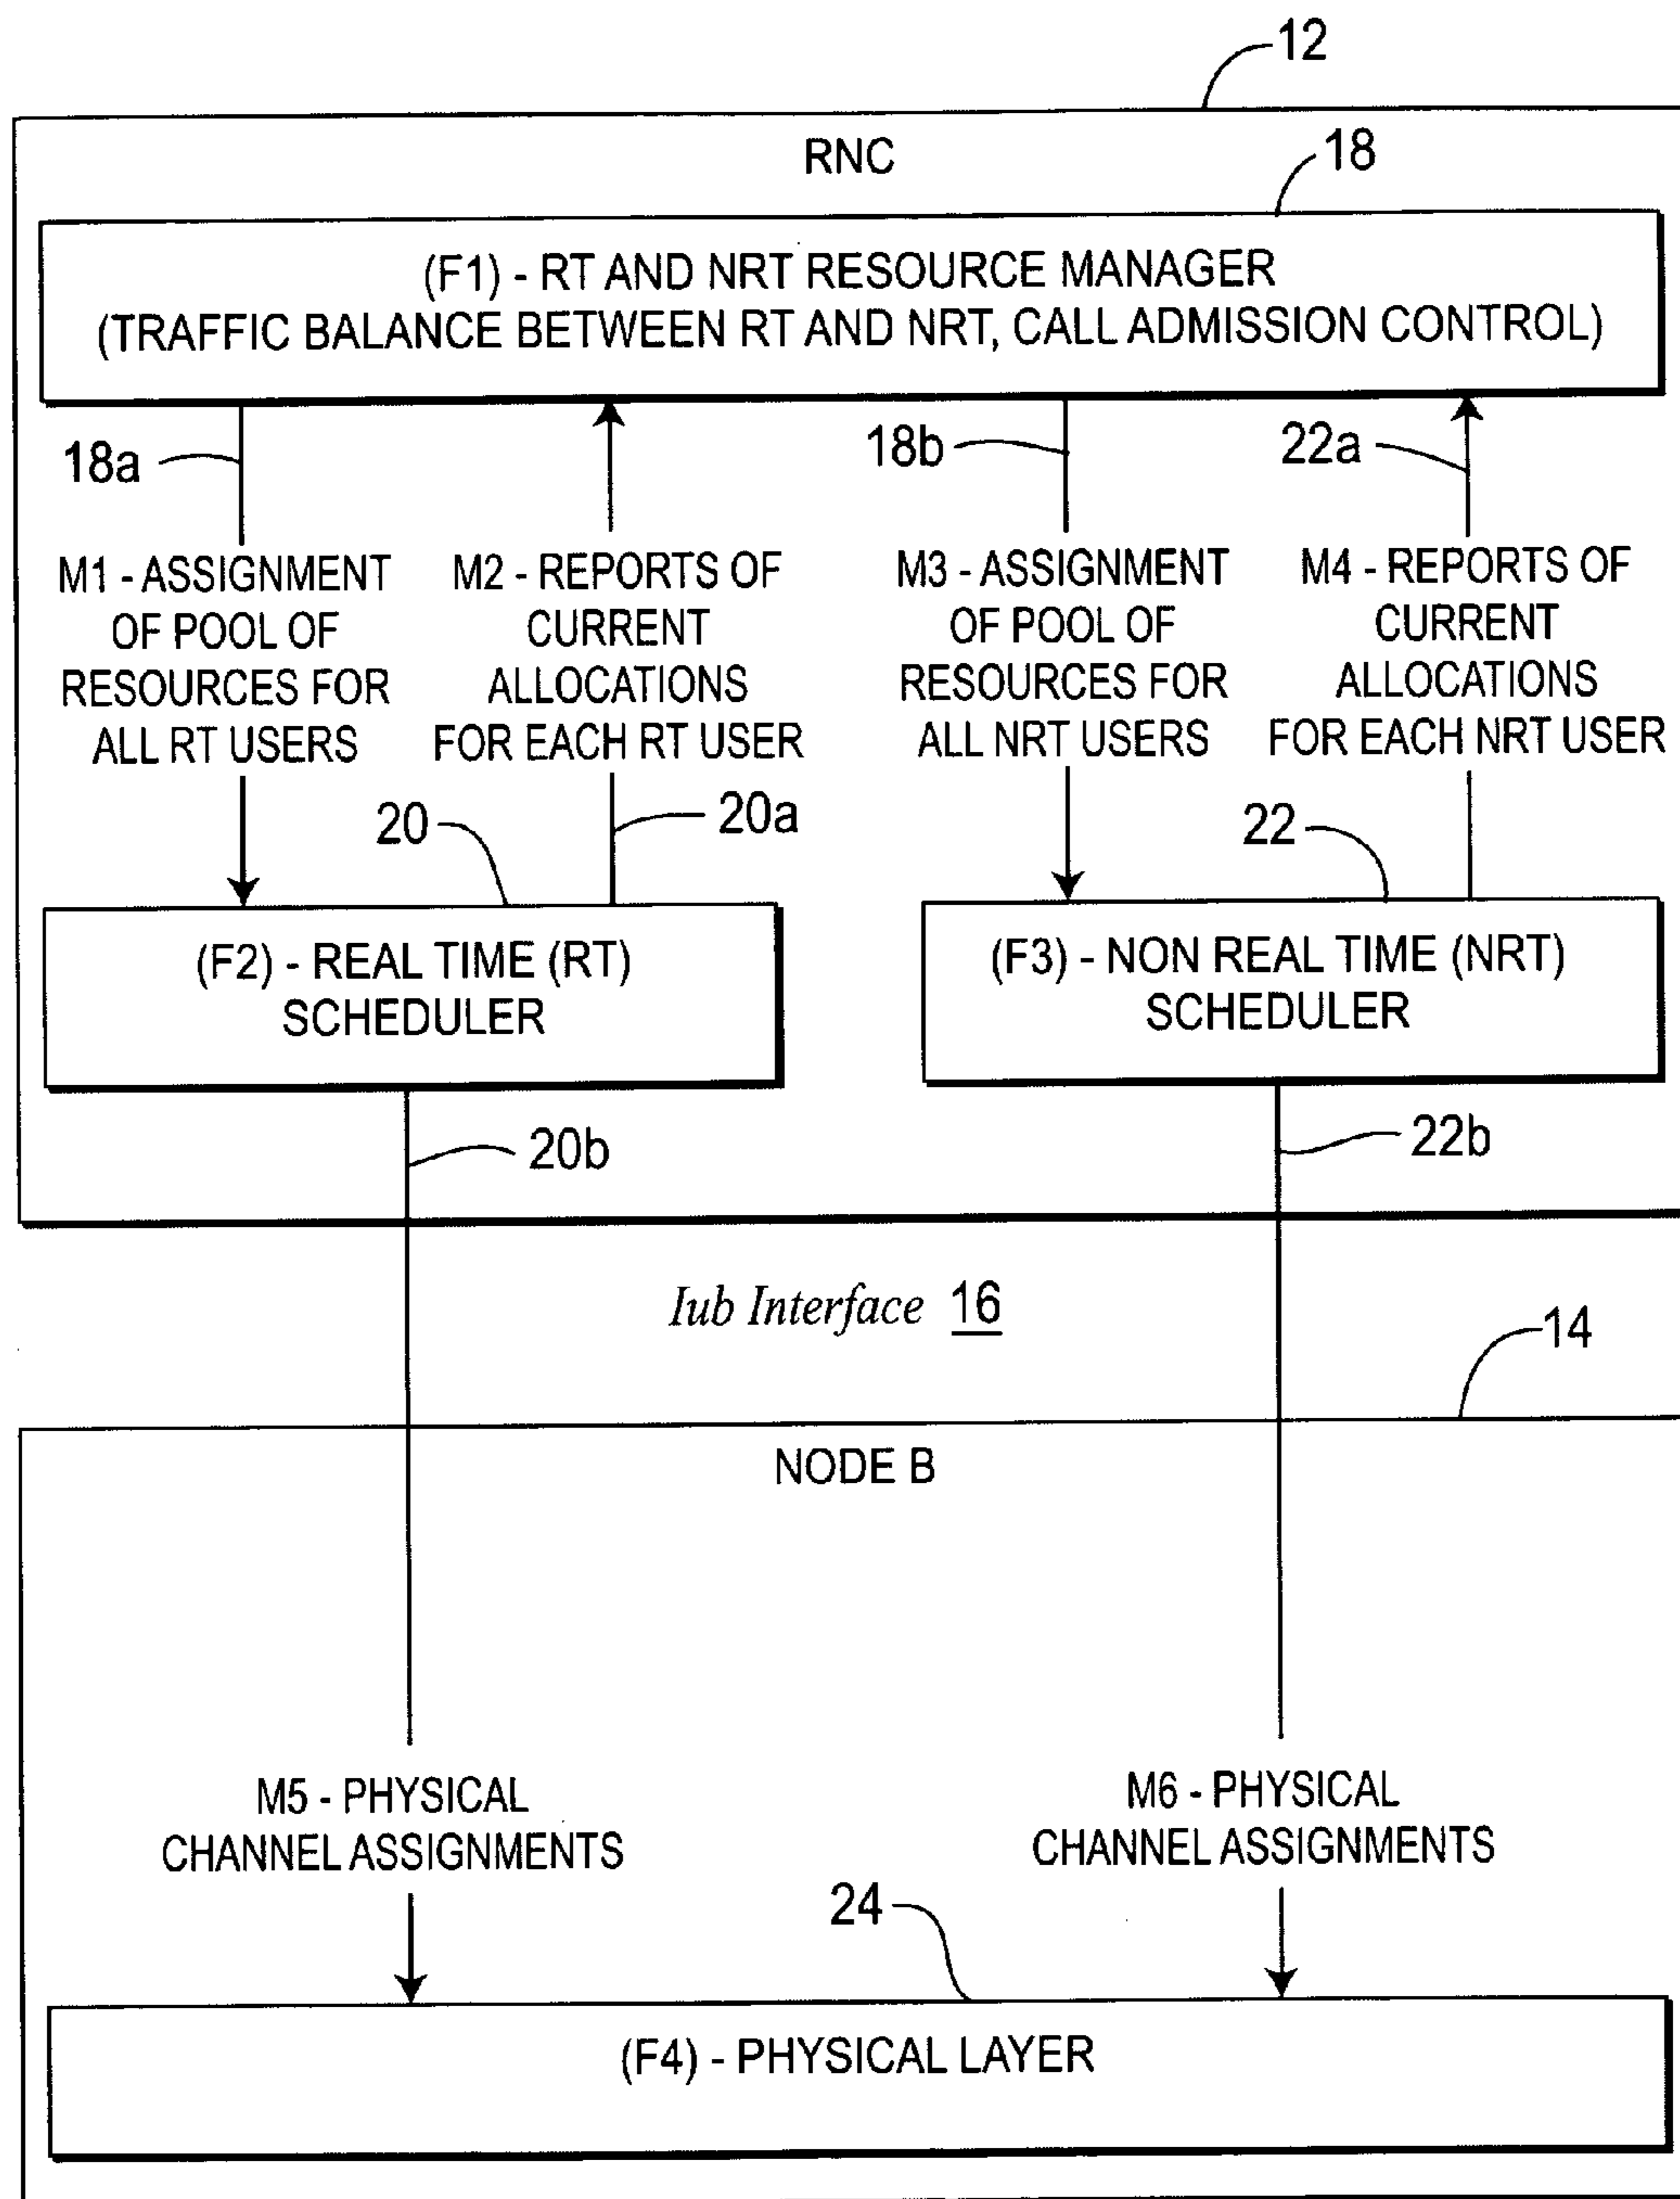 12
RNC
18
(F1) - RT AND NRT RESOURCE MANAGER
(TRAFFIC BALANCE BETWEEN RT AND NRT, CALL ADMISSION CONTROL)
18a
18b
22a
M1 - ASSIGNMENT
OF POOL OF
RESOURCES FOR
ALL RT USERS
M2 - REPORTS OF
CURRENT
ALLOCATIONS
FOR EACH RT USER
M3 - ASSIGNMENT
OF POOL OF
RESOURCES FOR
ALL NRT USERS
M4 - REPORTS OF
CURRENT
ALLOCATIONS
FOR EACH NRT USER
20
20a
22
(F2) - REAL TIME (RT)
SCHEDULER
(F3) - NON REAL TIME (NRT)
SCHEDULER
20b
22b
Iub Interface 16
14
NODE B
M5 - PHYSICAL
CHANNEL ASSIGNMENTS
M6 - PHYSICAL
CHANNEL ASSIGNMENTS
24
(F4) - PHYSICAL LAYER